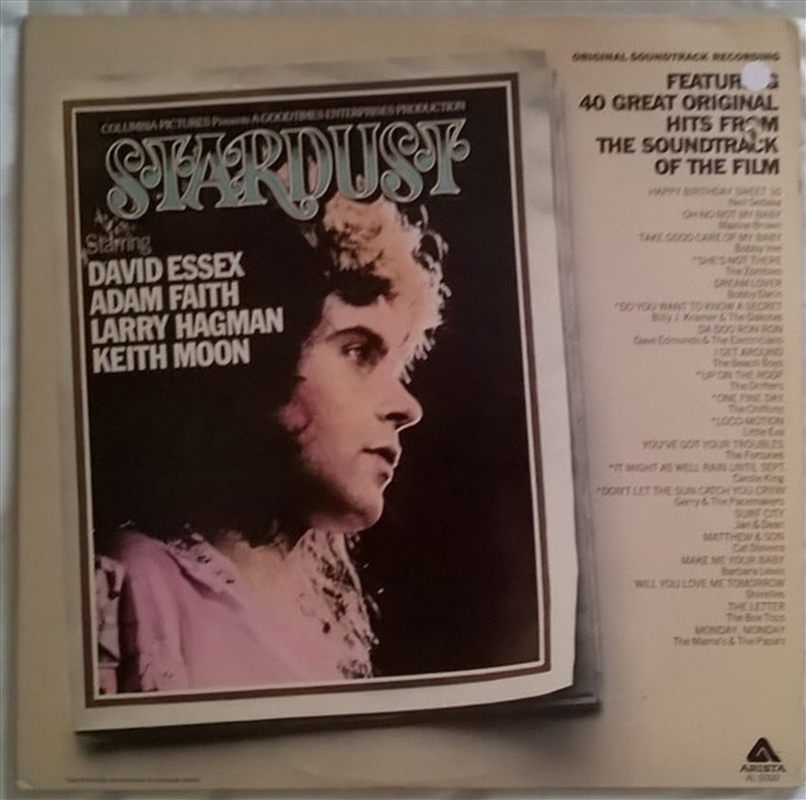 COLUMBIA PICTURES Presents A GOODTIMES ENTERPRISES PRODUCTION
STARDUST
Starring
DAVID ESSEX
ADAM FAITH
LARRY HAGMAN
KEITH MOON
ORIGINAL SOUNDTRACK RECORDING
FEATURING
40 GREAT ORIGINAL
HITS FROM
THE SOUNDTRACK
OF THE FILM
HAPPY BIRTHDAY SWEET 16
Neil Sedaka
OH NO NOT MY BABY
Maxine Brown
TAKE GOOD CARE OF MY BABY
Bobby Vee
*SHE'S NOT THERE
The Zombies
DREAM LOVER
Bobby Darin
*DO YOU WANT TO KNOW A SECRET
Billy J. Kramer & The Dakotas
DA DOO RON RON
Dave Edmunds & The Electricians
I GET AROUND
The Beach Boys
*UP ON THE ROOF
The Drifters
*ONE FINE DAY
The Chiffons
*LOCO-MOTION
Little Eva
YOU'VE GOT YOUR TROUBLES
The Fortunes
*IT MIGHT AS WELL RAIN UNTIL SEPT.
Carole King
*DON'T LET THE SUN CATCH YOU CRYIN'
Gerry & The Pacemakers
SURF CITY
Jan & Dean
MATTHEW & SON
Cat Stevens
MAKE ME YOUR BABY
Barbara Lewis
WILL YOU LOVE ME TOMORROW
Shirelles
THE LETTER
The Box Tops
MONDAY, MONDAY
The Mama's & The Papa's
ARISTA